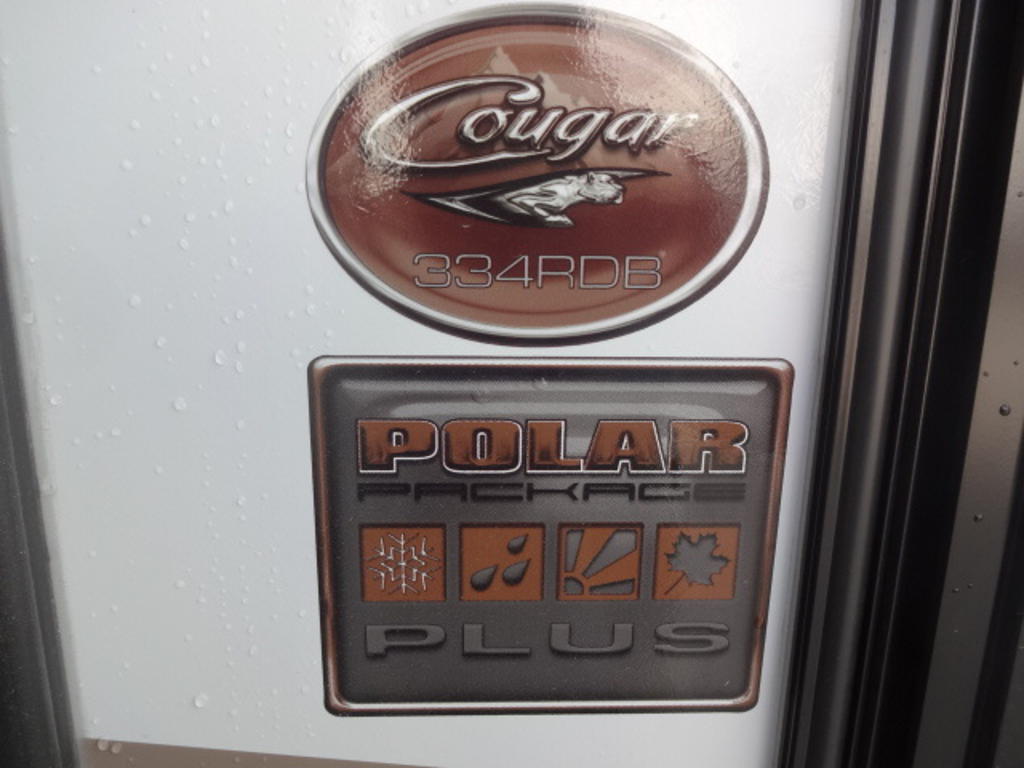 Cougar
334RDB
POLAR
PACKAGE
PLUS